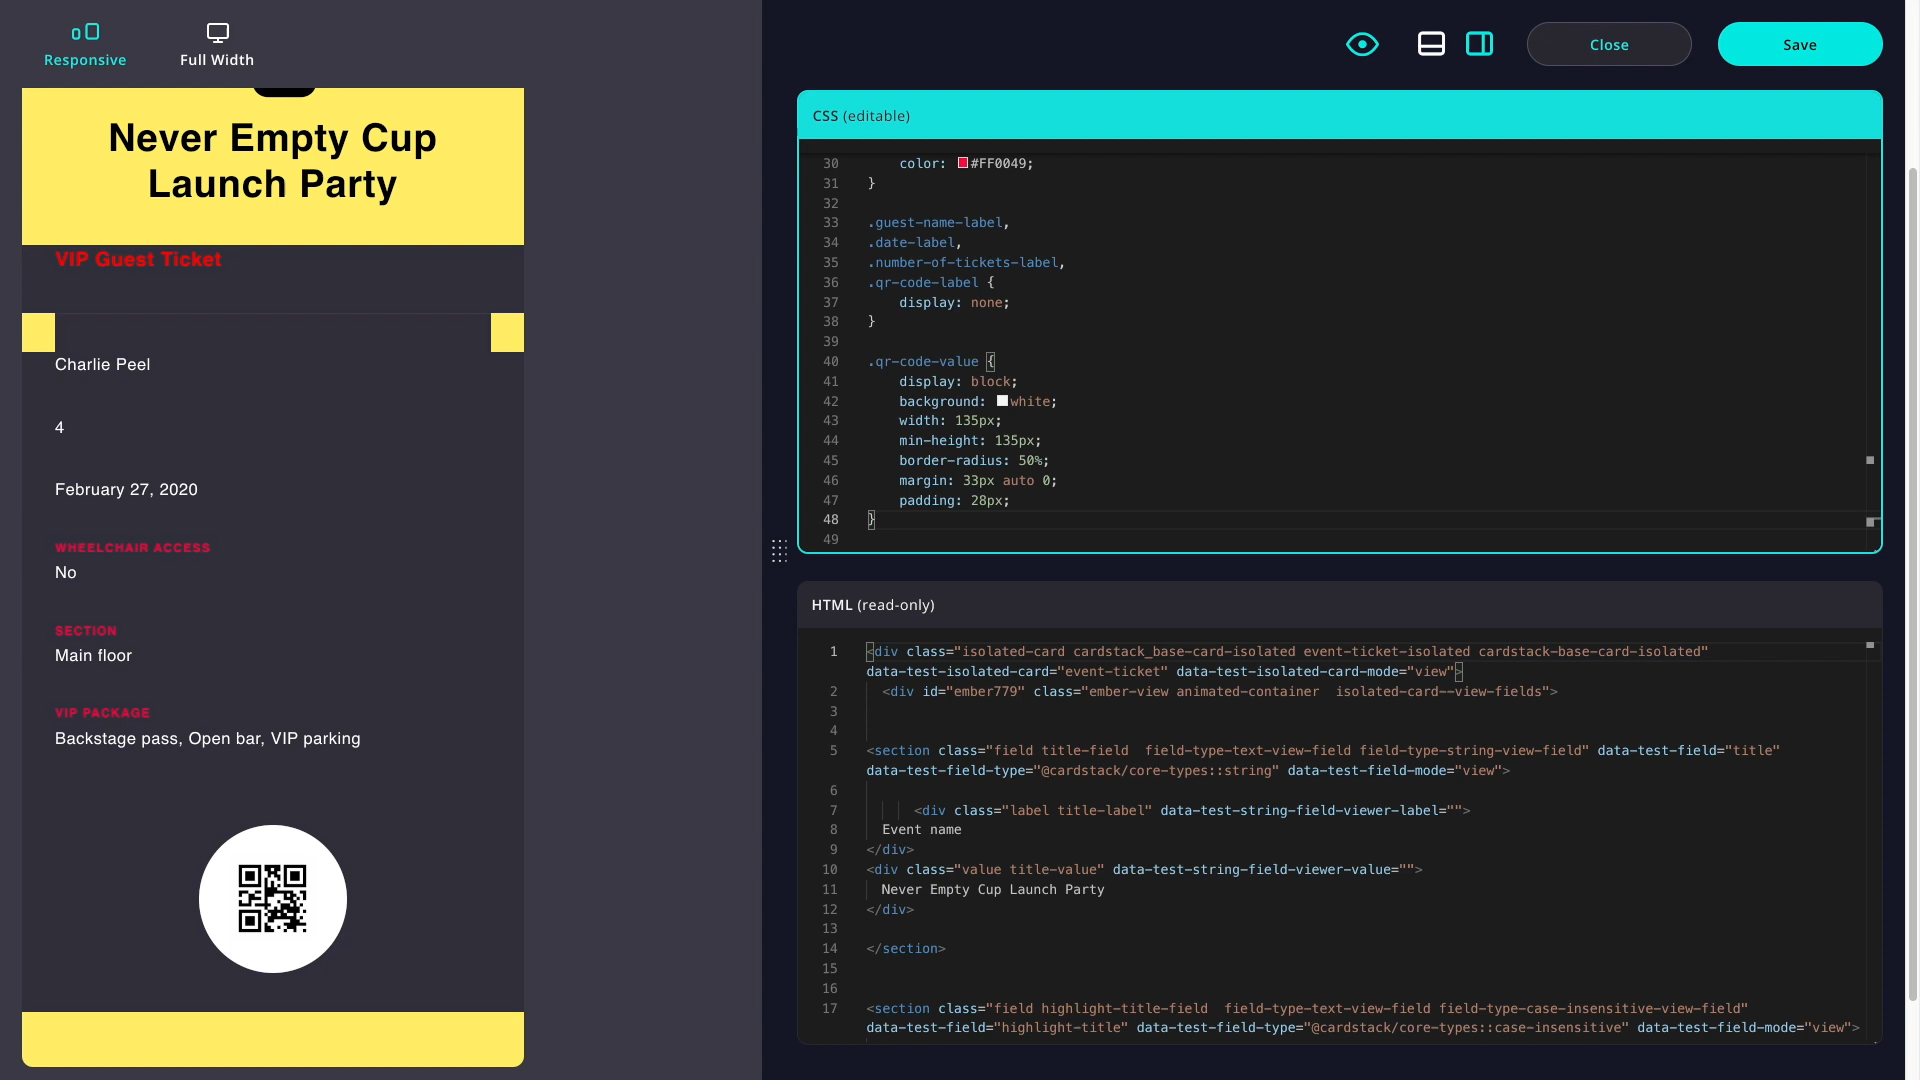 Responsive
Full Width
Close
Save
Never Empty Cup
Launch Party
VIP Guest Ticket
Charlie Peel
4
February 27, 2020
WHEELCHAIR ACCESS
No
SECTION
Main floor
VIP PACKAGE
Backstage pass, Open bar, VIP parking
CSS (editable)
30 color: #FF0049;
31 }
32
33 .guest-name-label,
34 .date-label,
35 .number-of-tickets-label,
36 .qr-code-label {
37 display: none;
38 }
39
40 .qr-code-value {
41 display: block;
42 background: white;
43 width: 135px;
44 min-height: 135px;
45 border-radius: 50%;
46 margin: 33px auto 0;
47 padding: 28px;
48 }
49
HTML (read-only)
1 <div class="isolated-card cardstack_base-card-isolated event-ticket-isolated cardstack-base-card-isolated"
data-test-isolated-card="event-ticket" data-test-isolated-card-mode="view">
2 <div id="ember779" class="ember-view animated-container  isolated-card--view-fields">
3
4
5 <section class="field title-field  field-type-text-view-field field-type-string-view-field" data-test-field="title"
data-test-field-type="@cardstack/core-types::string" data-test-field-mode="view">
6
7 <div class="label title-label" data-test-string-field-viewer-label="">
8 Event name
9 </div>
10 <div class="value title-value" data-test-string-field-viewer-value="">
11 Never Empty Cup Launch Party
12 </div>
13
14 </section>
15
16
17 <section class="field highlight-title-field  field-type-text-view-field field-type-case-insensitive-view-field"
data-test-field="highlight-title" data-test-field-type="@cardstack/core-types::case-insensitive" data-test-field-mode="view">